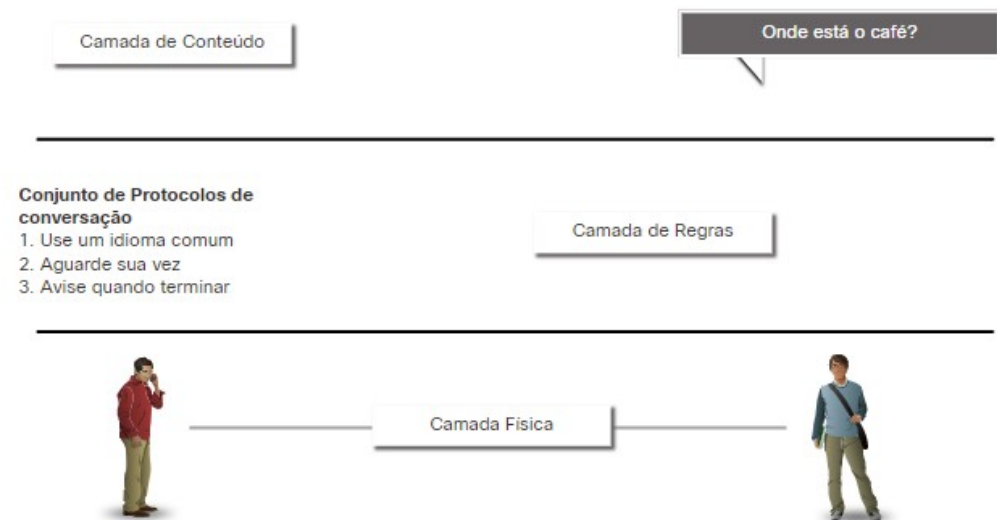 Camada de Conteúdo
Onde está o café?
Conjunto de Protocolos de
conversação
1. Use um idioma comum
2. Aguarde sua vez
3. Avise quando terminar
Camada de Regras
Camada Física